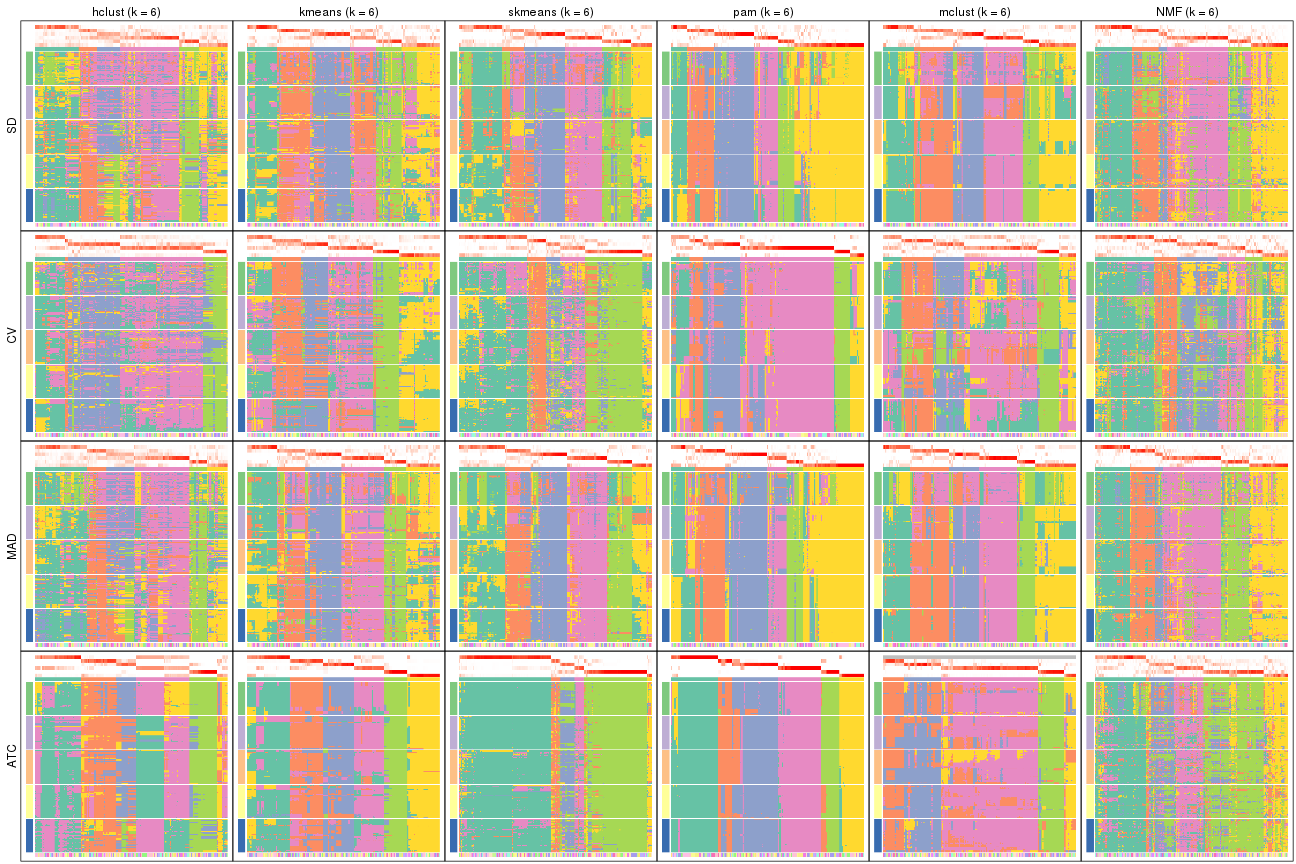 hclust (k = 6)
kmeans (k = 6)
skmeans (k = 6)
pam (k = 6)
mclust (k = 6)
NMF (k = 6)
SD
CV
MAD
ATC